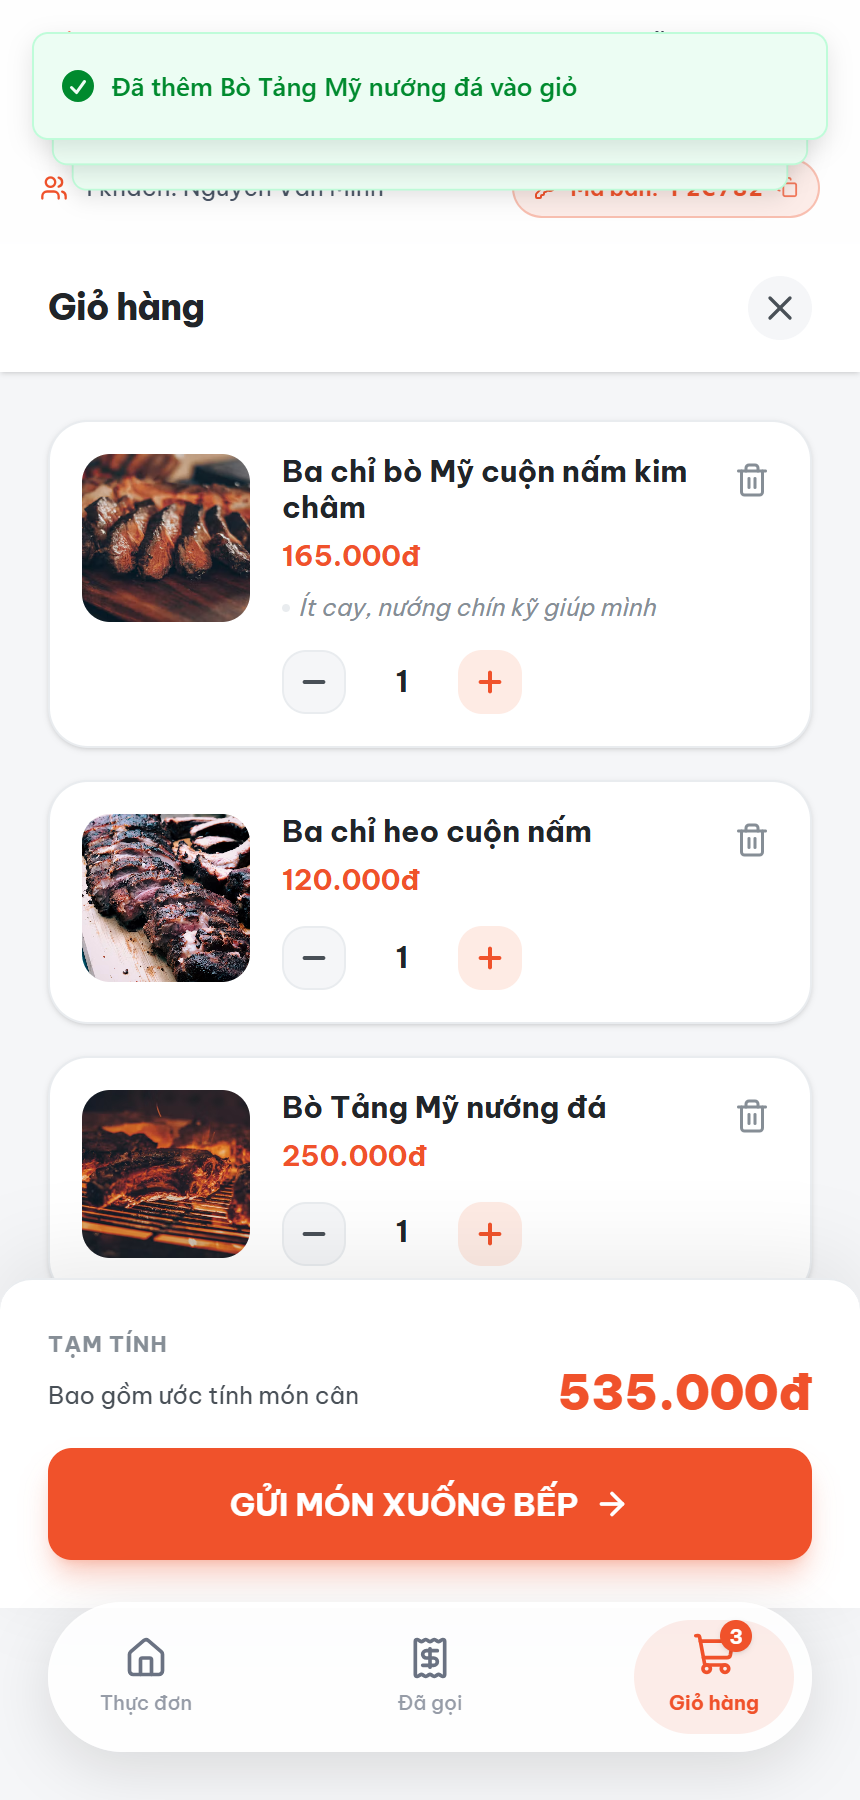 Đã thêm Bò Tảng Mỹ nướng đá vào giỏ
Giỏ hàng
Ba chỉ bò Mỹ cuộn nấm kim
châm
165.000đ
Ít cay, nướng chín kỹ giúp mình
1
Ba chỉ heo cuộn nấm
120.000đ
1
Bò Tảng Mỹ nướng đá
250.000đ
1
TẠM TÍNH
Bao gồm ước tính món cân
535.000đ
GỬI MÓN XUỐNG BẾP
3
Thực đơn
Đã gọi
Giỏ hàng